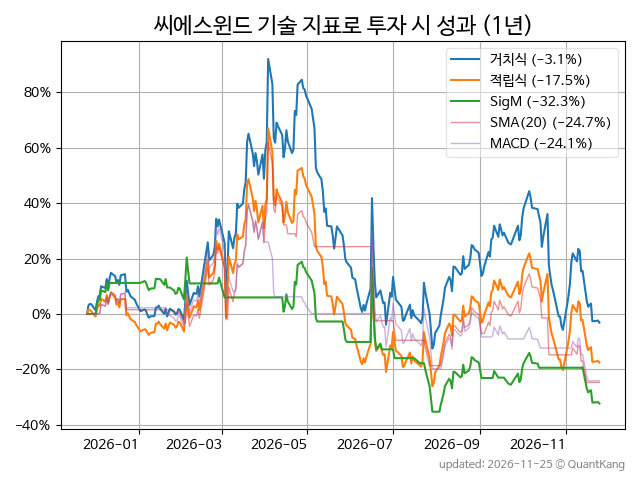 씨에스윈드 기술 지표로 투자 시 성과 (1년)
거치식 (−3.1%)
적립식 (−17.5%)
SigM (−32.3%)
SMA(20) (−24.7%)
MACD (−24.1%)
80%
60%
40%
20%
0%
−20%
−40%
2026-01 2026-03 2026-05 2026-07 2026-09 2026-11
updated: 2026-11-25 ⓒ QuantKang